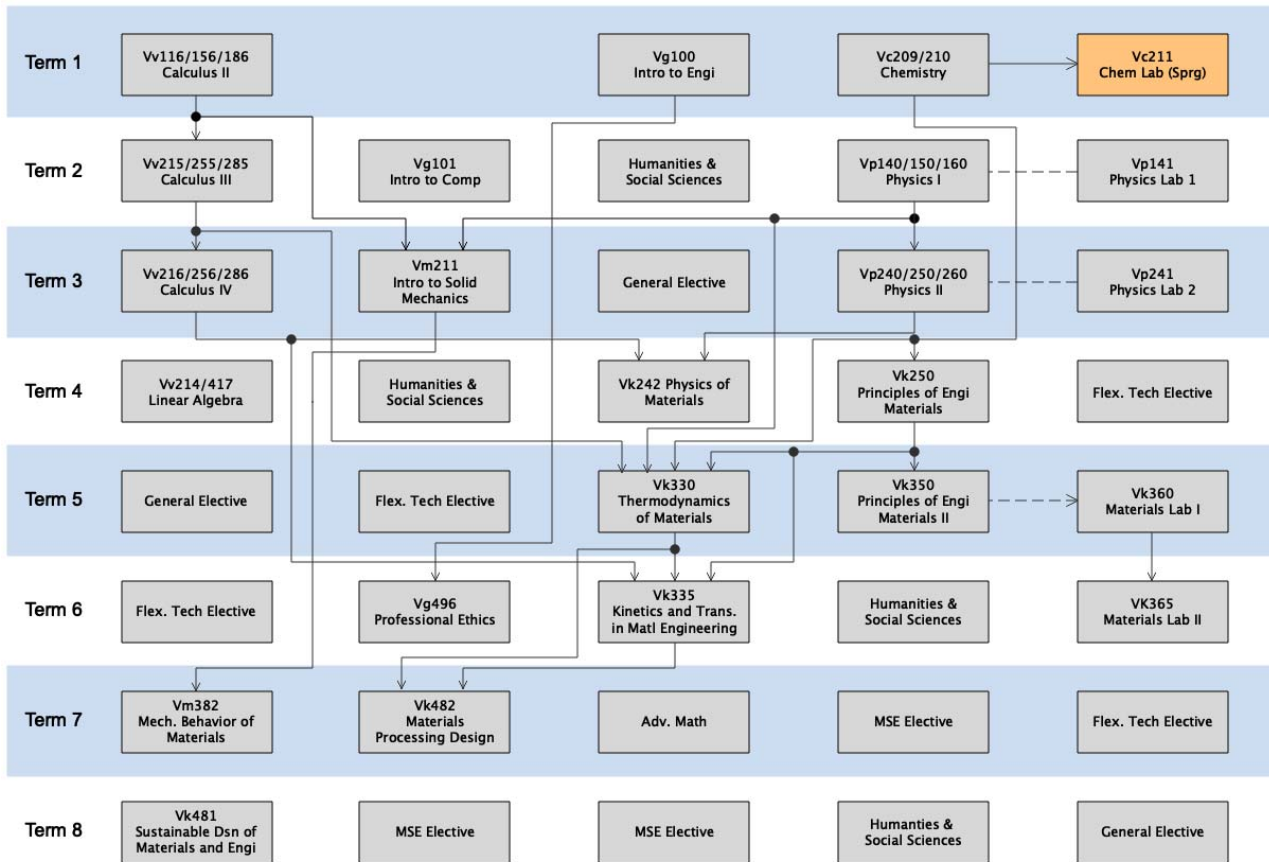 Term 1
Vv116/156/186
Calculus II
Vg100
Intro to Engi
Vc209/210
Chemistry
Vc211
Chem Lab (Sprg)
Term 2
Vv215/255/285
Calculus III
Vg101
Intro to Comp
Humanities &
Social Sciences
Vp140/150/160
Physics I
Vp141
Physics Lab 1
Term 3
Vv216/256/286
Calculus IV
Vm211
Intro to Solid
Mechanics
General Elective
Vp240/250/260
Physics II
Vp241
Physics Lab 2
Term 4
Vv214/417
Linear Algebra
Humanities &
Social Sciences
Vk242 Physics of
Materials
Vk250
Principles of Engi
Materials
Flex. Tech Elective
Term 5
General Elective
Flex. Tech Elective
Vk330
Thermodynamics
of Materials
Vk350
Principles of Engi
Materials II
Vk360
Materials Lab I
Term 6
Flex. Tech Elective
Vg496
Professional Ethics
Vk335
Kinetics and Trans.
in Matl Engineering
Humanities &
Social Sciences
VK365
Materials Lab II
Term 7
Vm382
Mech. Behavior of
Materials
Vk482
Materials
Processing Design
Adv. Math
MSE Elective
Flex. Tech Elective
Term 8
Vk481
Sustainable Dsn of
Materials and Engi
MSE Elective
MSE Elective
Humanties &
Social Sciences
General Elective